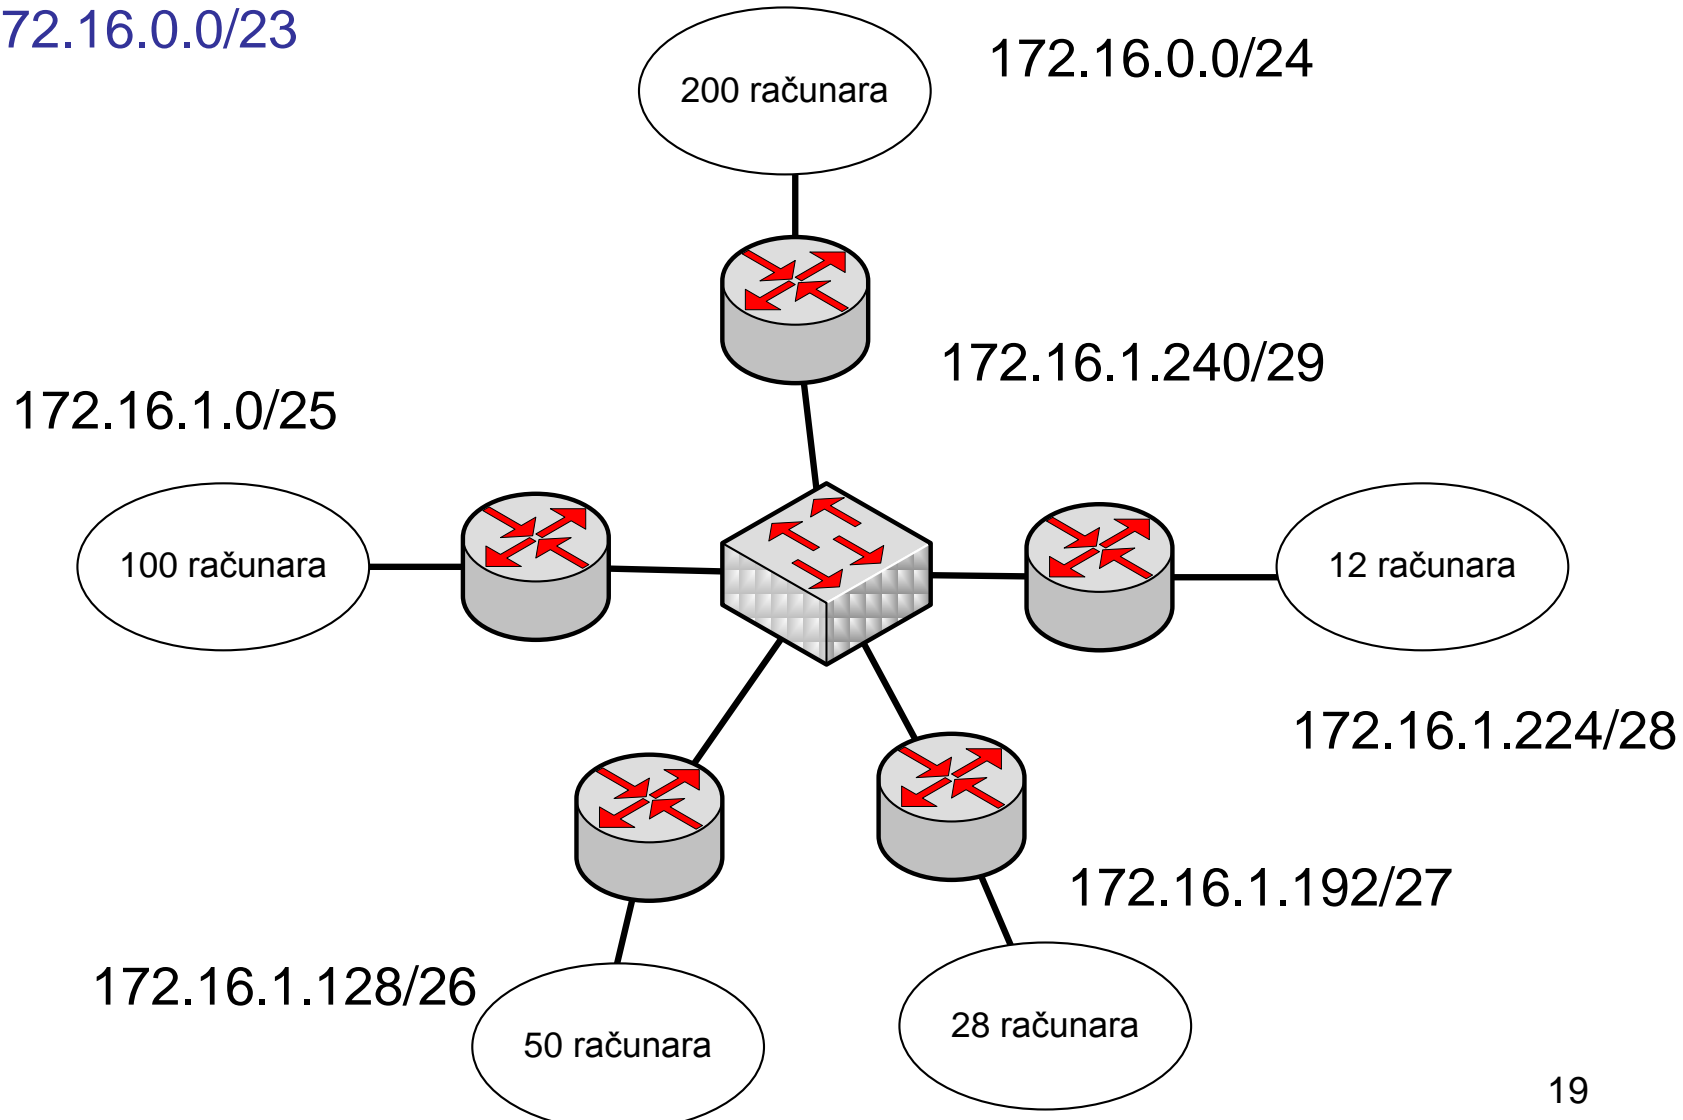 72.16.0.0/23
172.16.0.0/24
200 računara
172.16.1.240/29
172.16.1.0/25
100 računara
12 računara
172.16.1.224/28
172.16.1.192/27
172.16.1.128/26
28 računara
50 računara
19